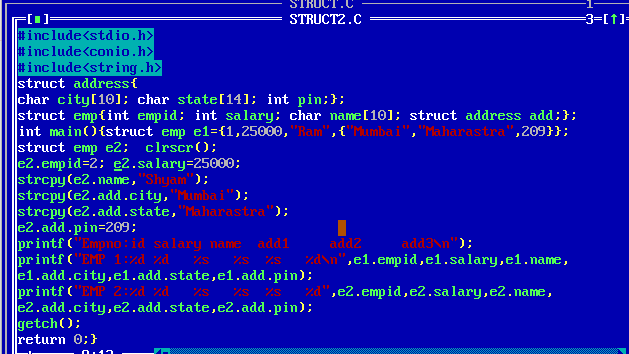 STRUCT.C 1
[■] STRUCT2.C 3=[↑]
#include<stdio.h>
#include<conio.h>
#include<string.h>
struct address{
char city[10]; char state[14]; int pin;};
struct emp{int empid; int salary; char name[10]; struct address add;};
int main(){struct emp e1={1,25000,"Ram",{"Mumbai","Maharastra",209}};
struct emp e2;  clrscr();
e2.empid=2; e2.salary=25000;
strcpy(e2.name,"Shyam");
strcpy(e2.add.city,"Mumbai");
strcpy(e2.add.state,"Maharastra");
e2.add.pin=209;
printf("Empno:id salary name  add1     add2     add3\n");
printf("EMP 1:%d %d   %s   %s  %s   %d\n",e1.empid,e1.salary,e1.name,
e1.add.city,e1.add.state,e1.add.pin);
printf("EMP 2:%d %d   %s   %s   %s   %d",e2.empid,e2.salary,e2.name,
e2.add.city,e2.add.state,e2.add.pin);
getch();
return 0;}